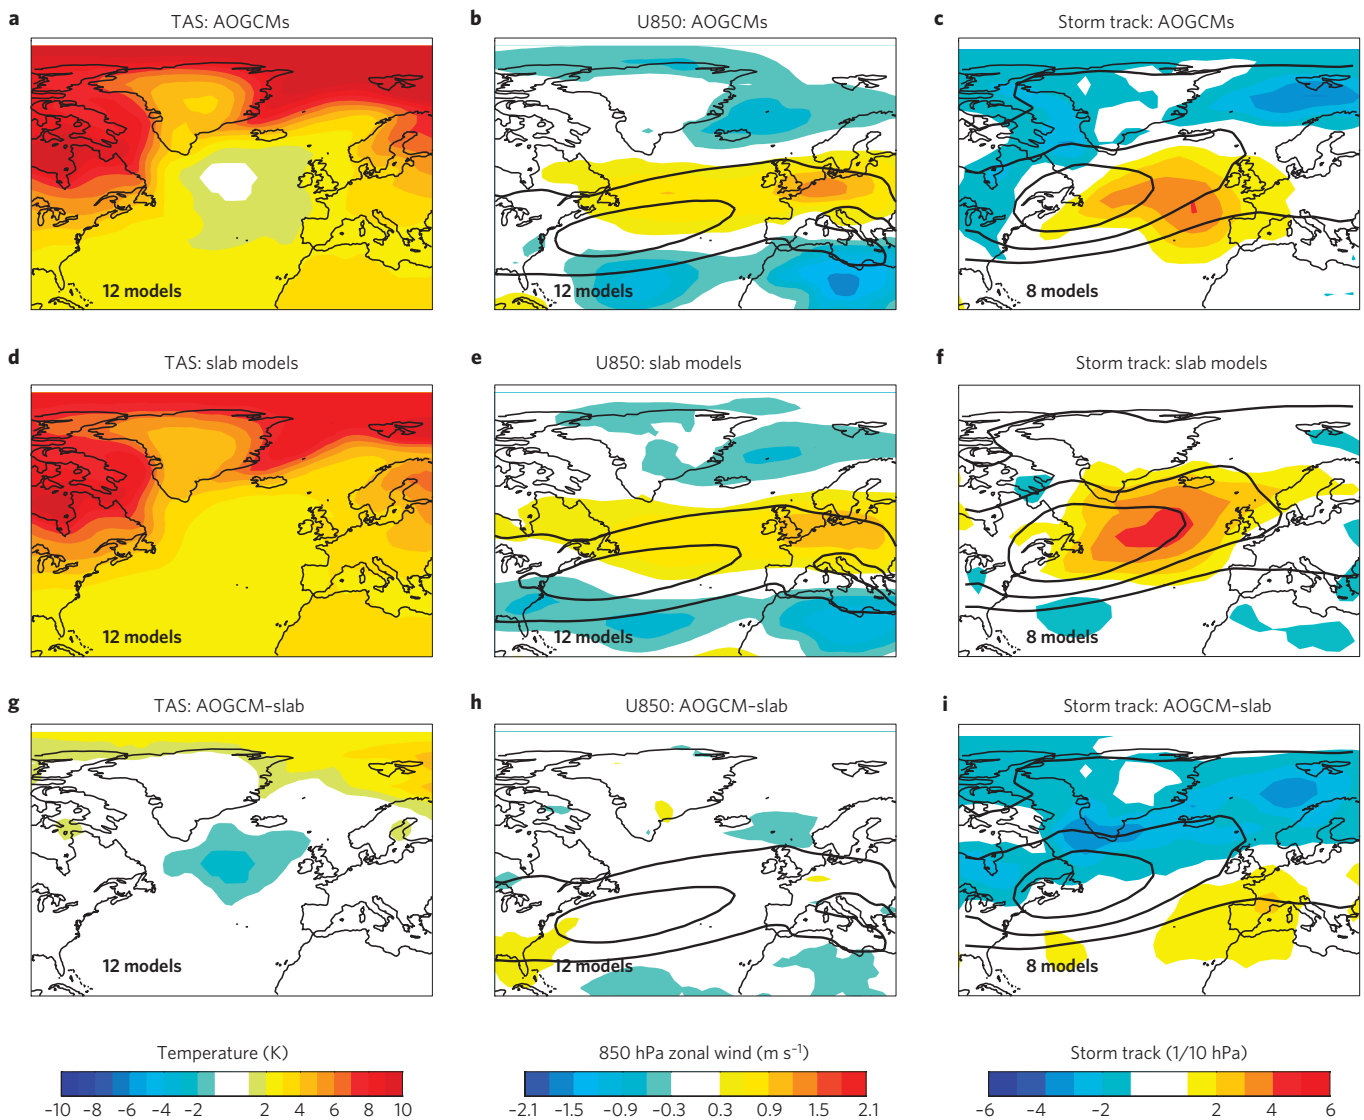 a TAS: AOGCMs
b U850: AOGCMs
c Storm track: AOGCMs
12 models
12 models
8 models
d TAS: slab models
e U850: slab models
f Storm track: slab models
12 models
12 models
8 models
g TAS: AOGCM–slab
h U850: AOGCM–slab
i Storm track: AOGCM–slab
12 models
12 models
8 models
Temperature (K)
–10 –8 –6 –4 –2 2 4 6 8 10
850 hPa zonal wind (m s⁻¹)
–2.1 –1.5 –0.9 –0.3 0.3 0.9 1.5 2.1
Storm track (1/10 hPa)
–6 –4 –2 2 4 6